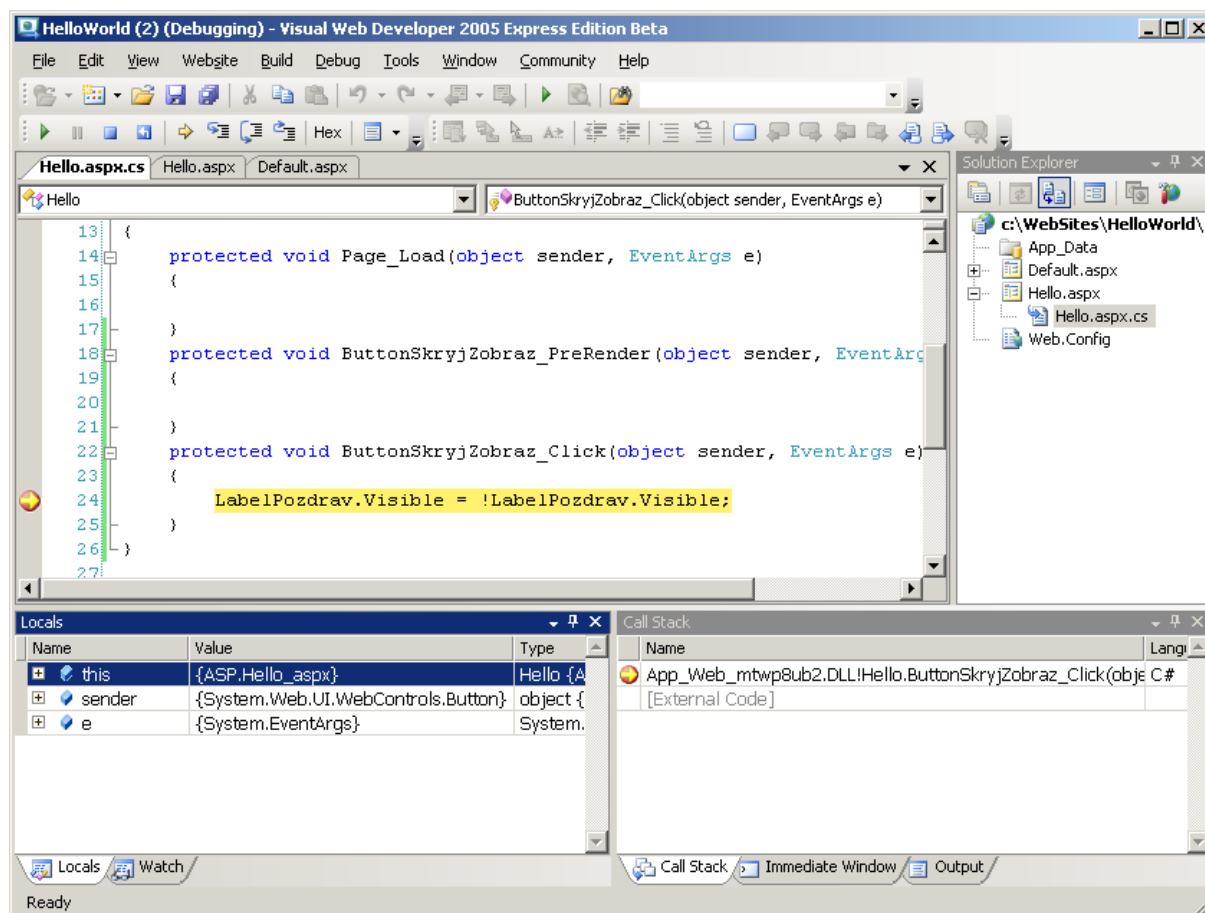 HelloWorld (2) (Debugging) - Visual Web Developer 2005 Express Edition Beta
File Edit View Website Build Debug Tools Window Community Help
Hex
Hello.aspx.cs Hello.aspx Default.aspx
Hello ButtonSkryjZobraz_Click(object sender, EventArgs e)
13 {
14 protected void Page_Load(object sender, EventArgs e)
15 {
16
17 }
18 protected void ButtonSkryjZobraz_PreRender(object sender, EventArg
19 {
20
21 }
22 protected void ButtonSkryjZobraz_Click(object sender, EventArgs e)
23 {
24 LabelPozdrav.Visible = !LabelPozdrav.Visible;
25 }
26 }
27
Solution Explorer
c:\WebSites\HelloWorld\
App_Data
Default.aspx
Hello.aspx
Hello.aspx.cs
Web.Config
Locals
Name Value Type
this {ASP.Hello_aspx} Hello {A
sender {System.Web.UI.WebControls.Button} object {
e {System.EventArgs} System.
Locals Watch
Call Stack
Name Langu
App_Web_mtwp8ub2.DLL!Hello.ButtonSkryjZobraz_Click(obje C#
[External Code]
Call Stack Immediate Window Output
Ready